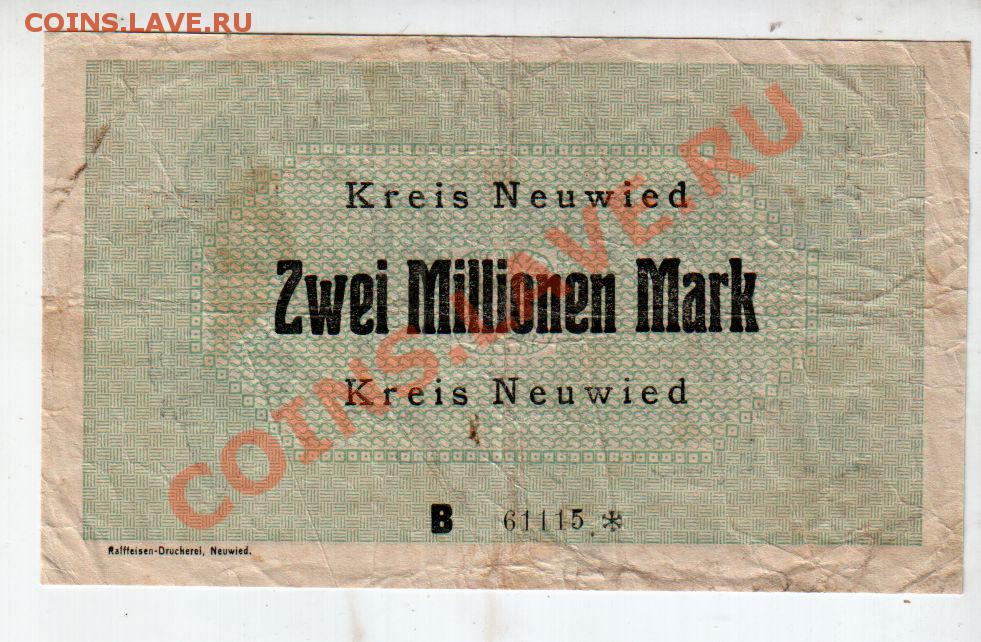 COINS.LAVE.RU
Kreis Neuwied
Zwei Millionen Mark
Kreis Neuwied
COINS.LAVE.RU
B 61115 *
Raiffeisen-Druckerei, Neuwied.